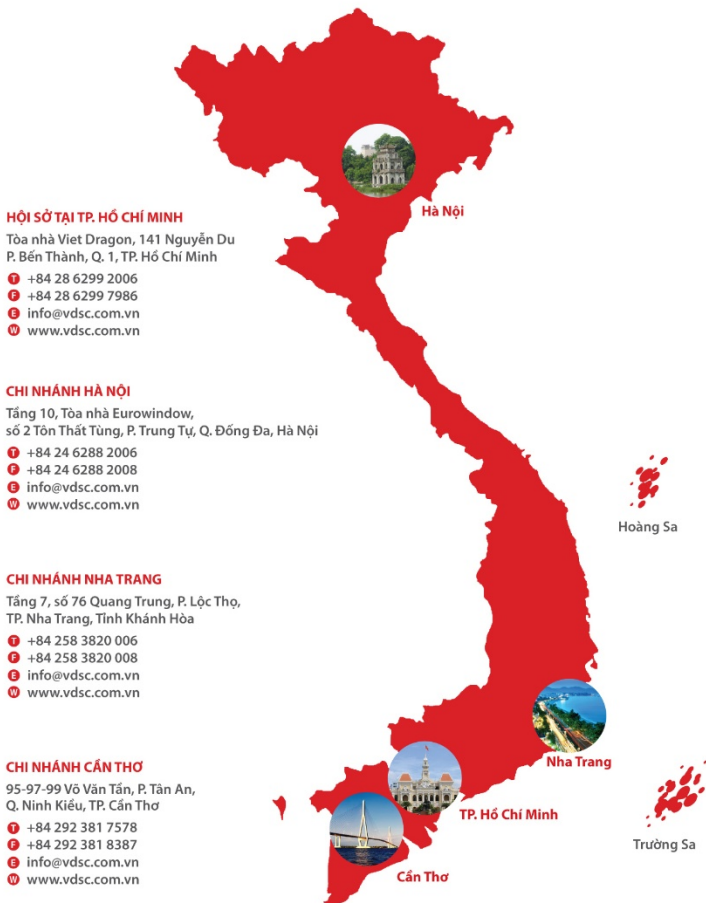 HỘI SỞ TẠI TP. HỒ CHÍ MINH
Tòa nhà Viet Dragon, 141 Nguyễn Du
P. Bến Thành, Q. 1, TP. Hồ Chí Minh
T +84 28 6299 2006
F +84 28 6299 7986
E info@vdsc.com.vn
W www.vdsc.com.vn
CHI NHÁNH HÀ NỘI
Tầng 10, Tòa nhà Eurowindow,
số 2 Tôn Thất Tùng, P. Trung Tự, Q. Đống Đa, Hà Nội
T +84 24 6288 2006
F +84 24 6288 2008
E info@vdsc.com.vn
W www.vdsc.com.vn
CHI NHÁNH NHA TRANG
Tầng 7, số 76 Quang Trung, P. Lộc Thọ,
TP. Nha Trang, Tỉnh Khánh Hòa
T +84 258 3820 006
F +84 258 3820 008
E info@vdsc.com.vn
W www.vdsc.com.vn
CHI NHÁNH CẦN THƠ
95-97-99 Võ Văn Tần, P. Tân An,
Q. Ninh Kiều, TP. Cần Thơ
T +84 292 381 7578
F +84 292 381 8387
E info@vdsc.com.vn
W www.vdsc.com.vn
Hà Nội
Hoàng Sa
Nha Trang
TP. Hồ Chí Minh
Trường Sa
Cần Thơ